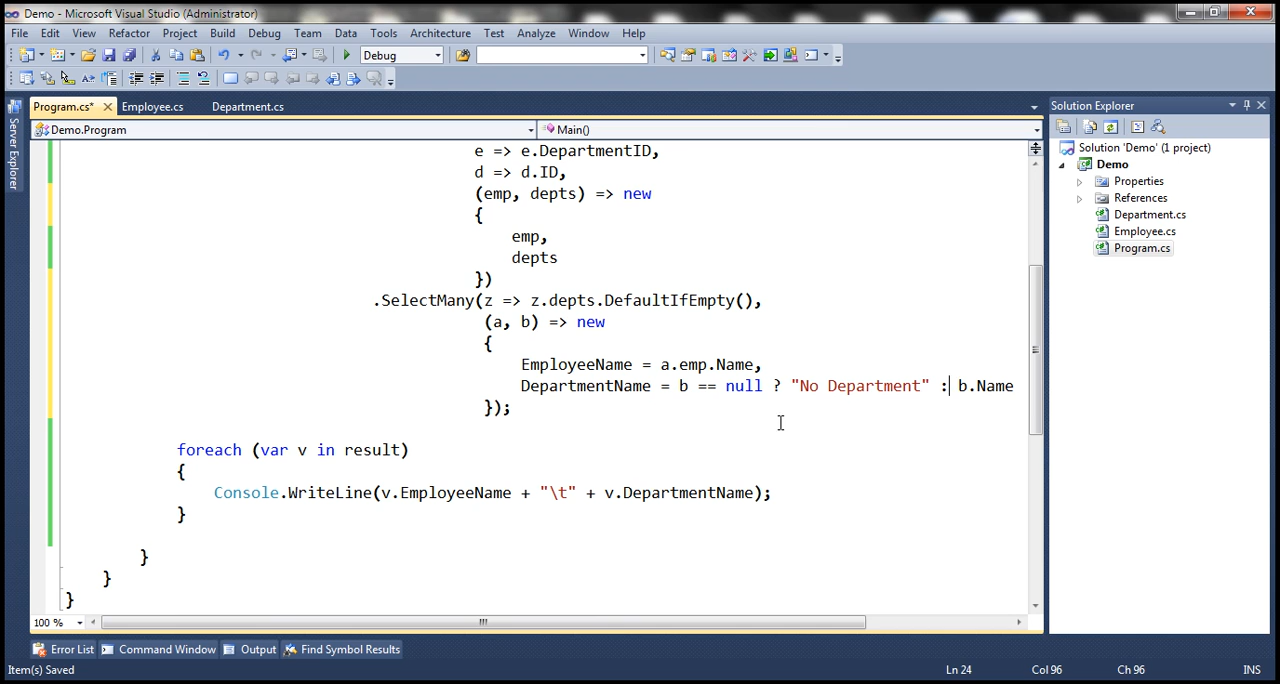 Demo - Microsoft Visual Studio (Administrator)
File Edit View Refactor Project Build Debug Team Data Tools Architecture Test Analyze Window Help
Debug
Program.cs* Employee.cs Department.cs
Solution Explorer
Demo.Program Main()
Server Explorer
Solution 'Demo' (1 project)
Demo
Properties
References
Department.cs
Employee.cs
Program.cs
e => e.DepartmentID,
d => d.ID,
(emp, depts) => new
{
emp,
depts
})
.SelectMany(z => z.depts.DefaultIfEmpty(),
(a, b) => new
{
EmployeeName = a.emp.Name,
DepartmentName = b == null ? "No Department" : b.Name
});
foreach (var v in result)
{
Console.WriteLine(v.EmployeeName + "\t" + v.DepartmentName);
}
}
}
}
100 %
Error List Command Window Output Find Symbol Results
Item(s) Saved Ln 24 Col 96 Ch 96 INS